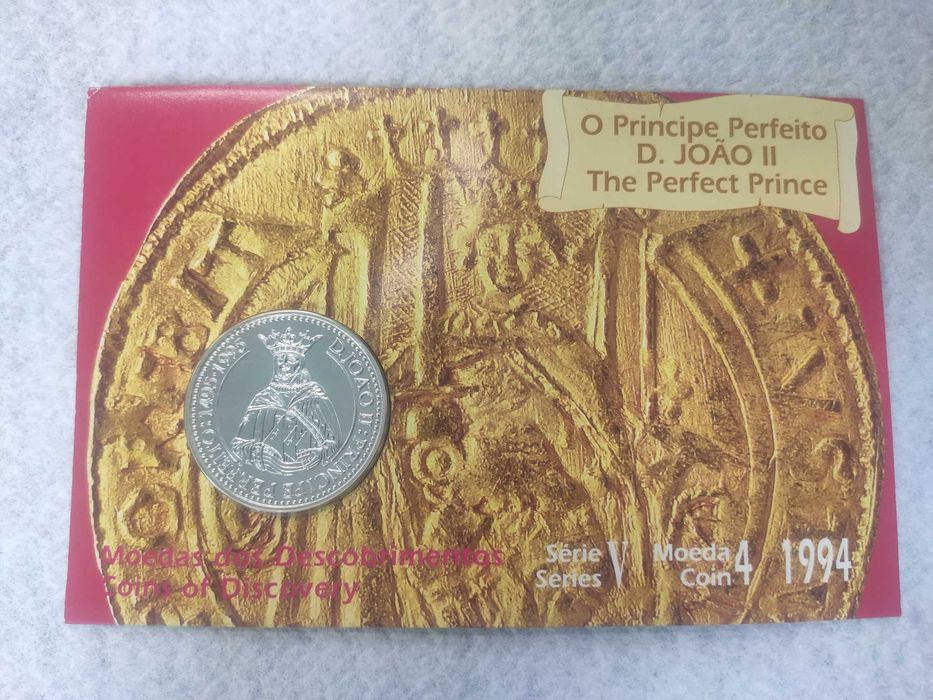 O Principe Perfeito
D. JOÃO II
The Perfect Prince
D.JOÃO II·PRINCIPE PERFEITO·1495·1995
Moedas dos Descobrimentos
Coins of Discovery
Série
Series V
Moeda
Coin 4
1994